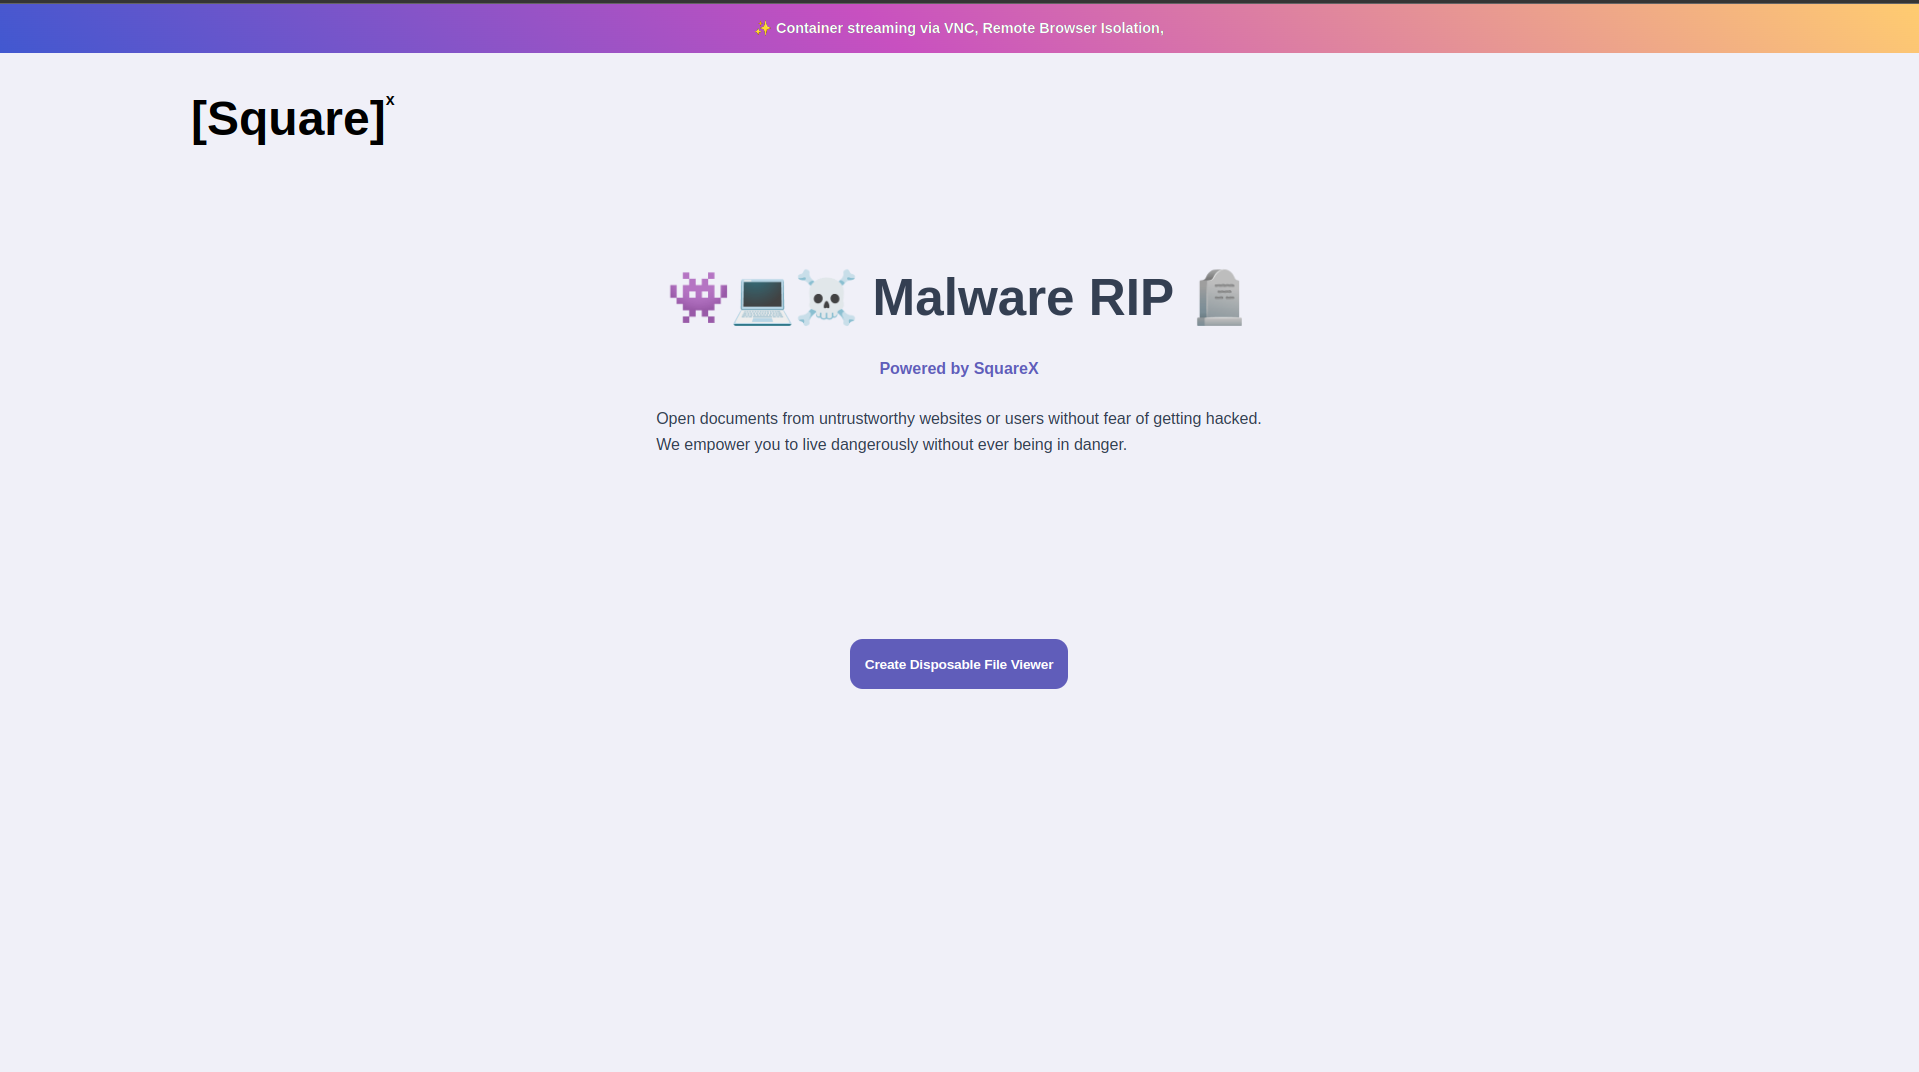 ✨ Container streaming via VNC, Remote Browser Isolation,
[Square]x
👾💻☠️ Malware RIP 🪦
Powered by SquareX
Open documents from untrustworthy websites or users without fear of getting hacked.
We empower you to live dangerously without ever being in danger.
Create Disposable File Viewer